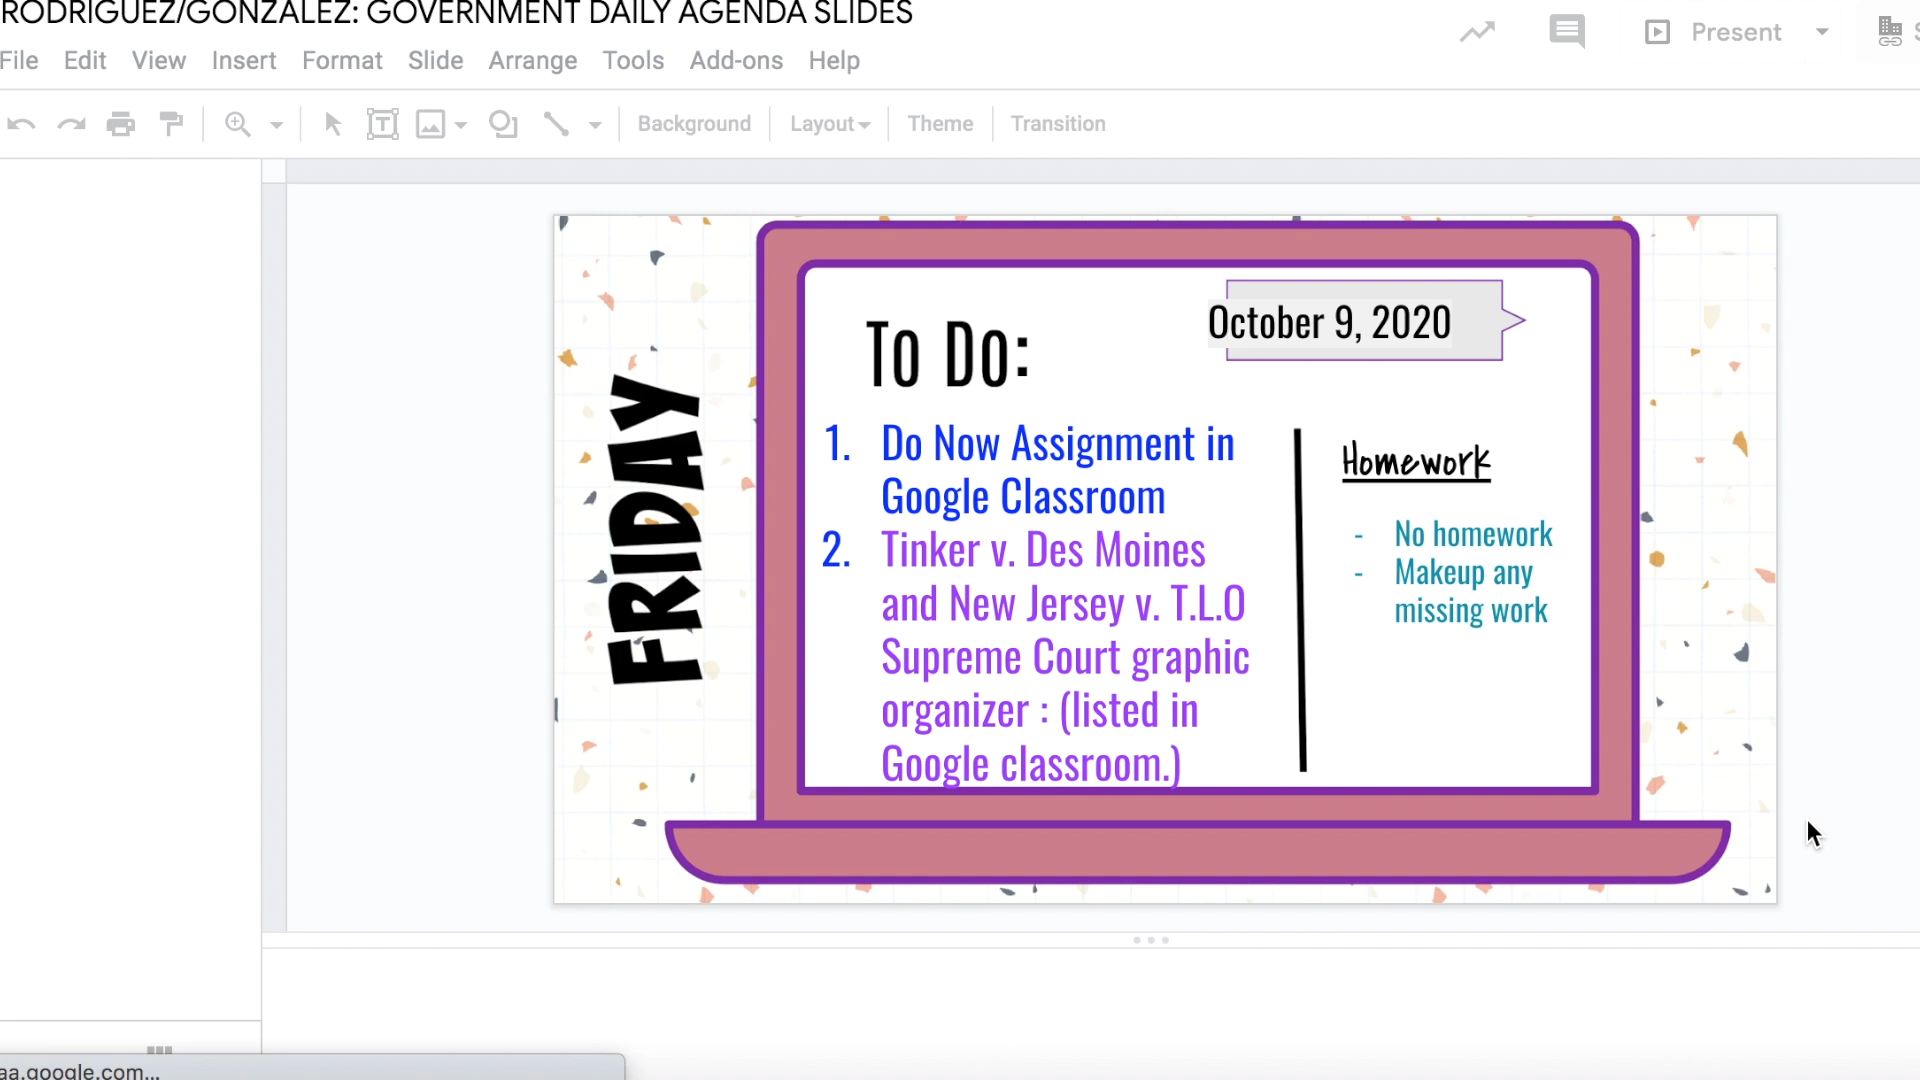 RODRIGUEZ/GONZALEZ: GOVERNMENT DAILY AGENDA SLIDES
File Edit View Insert Format Slide Arrange Tools Add-ons Help
Present
Background Layout Theme Transition
FRIDAY
October 9, 2020
To Do:
1. Do Now Assignment in
Google Classroom
2. Tinker v. Des Moines
and New Jersey v. T.L.O
Supreme Court graphic
organizer : (listed in
Google classroom.)
Homework
- No homework
- Makeup any
missing work
aa.google.com...